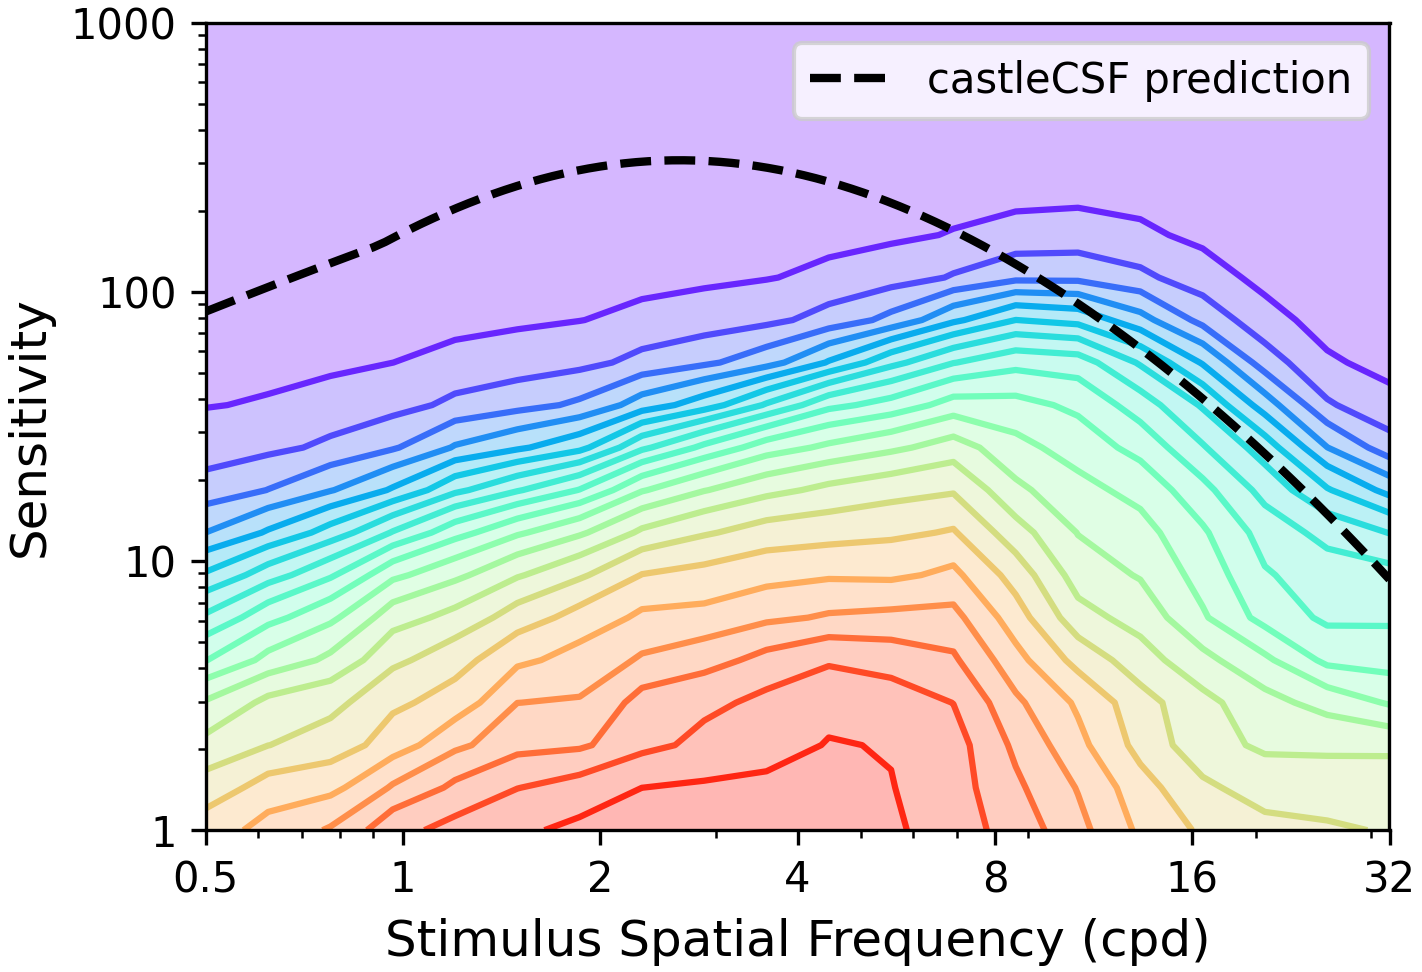 1000
castleCSF prediction
100
Sensitivity
10
1
0.5 1 2 4 8 16 32
Stimulus Spatial Frequency (cpd)